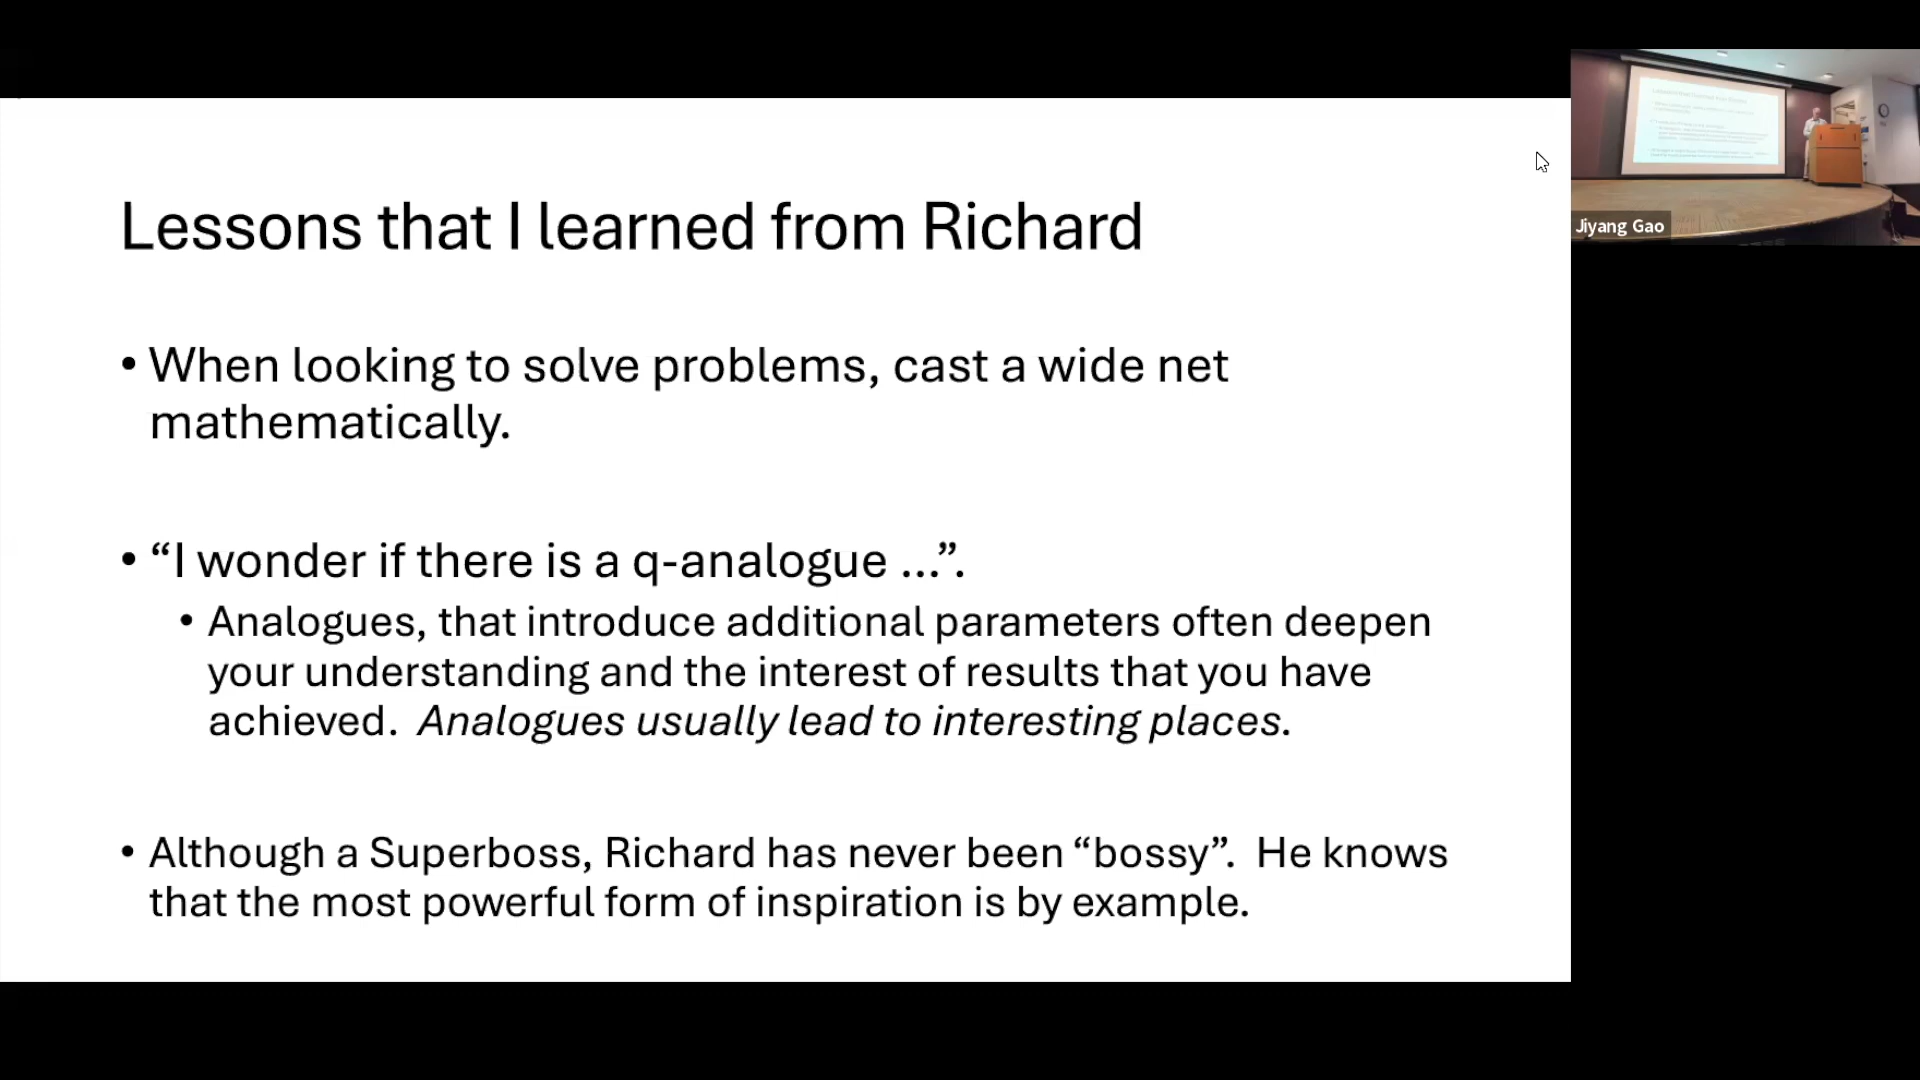 Lessons that I learned from Richard
• When looking to solve problems, cast a wide net
mathematically.
• “I wonder if there is a q-analogue ...”.
• Analogues, that introduce additional parameters often deepen
your understanding and the interest of results that you have
achieved.  Analogues usually lead to interesting places.
• Although a Superboss, Richard has never been “bossy”.  He knows
that the most powerful form of inspiration is by example.
Jiyang Gao